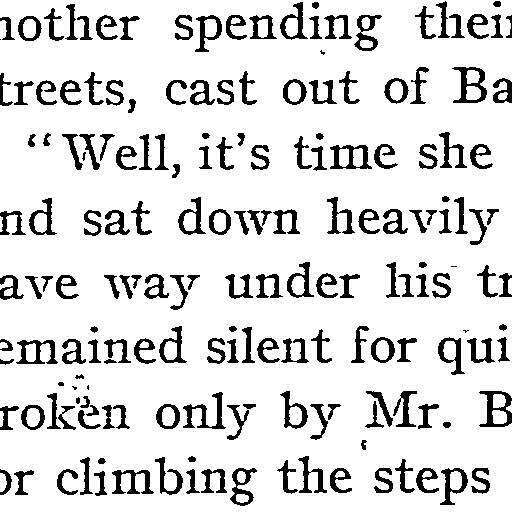 nother spending their
treets, cast out of Ba
“Well, it’s time she
nd sat down heavily
ave way under his tr
emained silent for qui
roken only by Mr. B
or climbing the steps